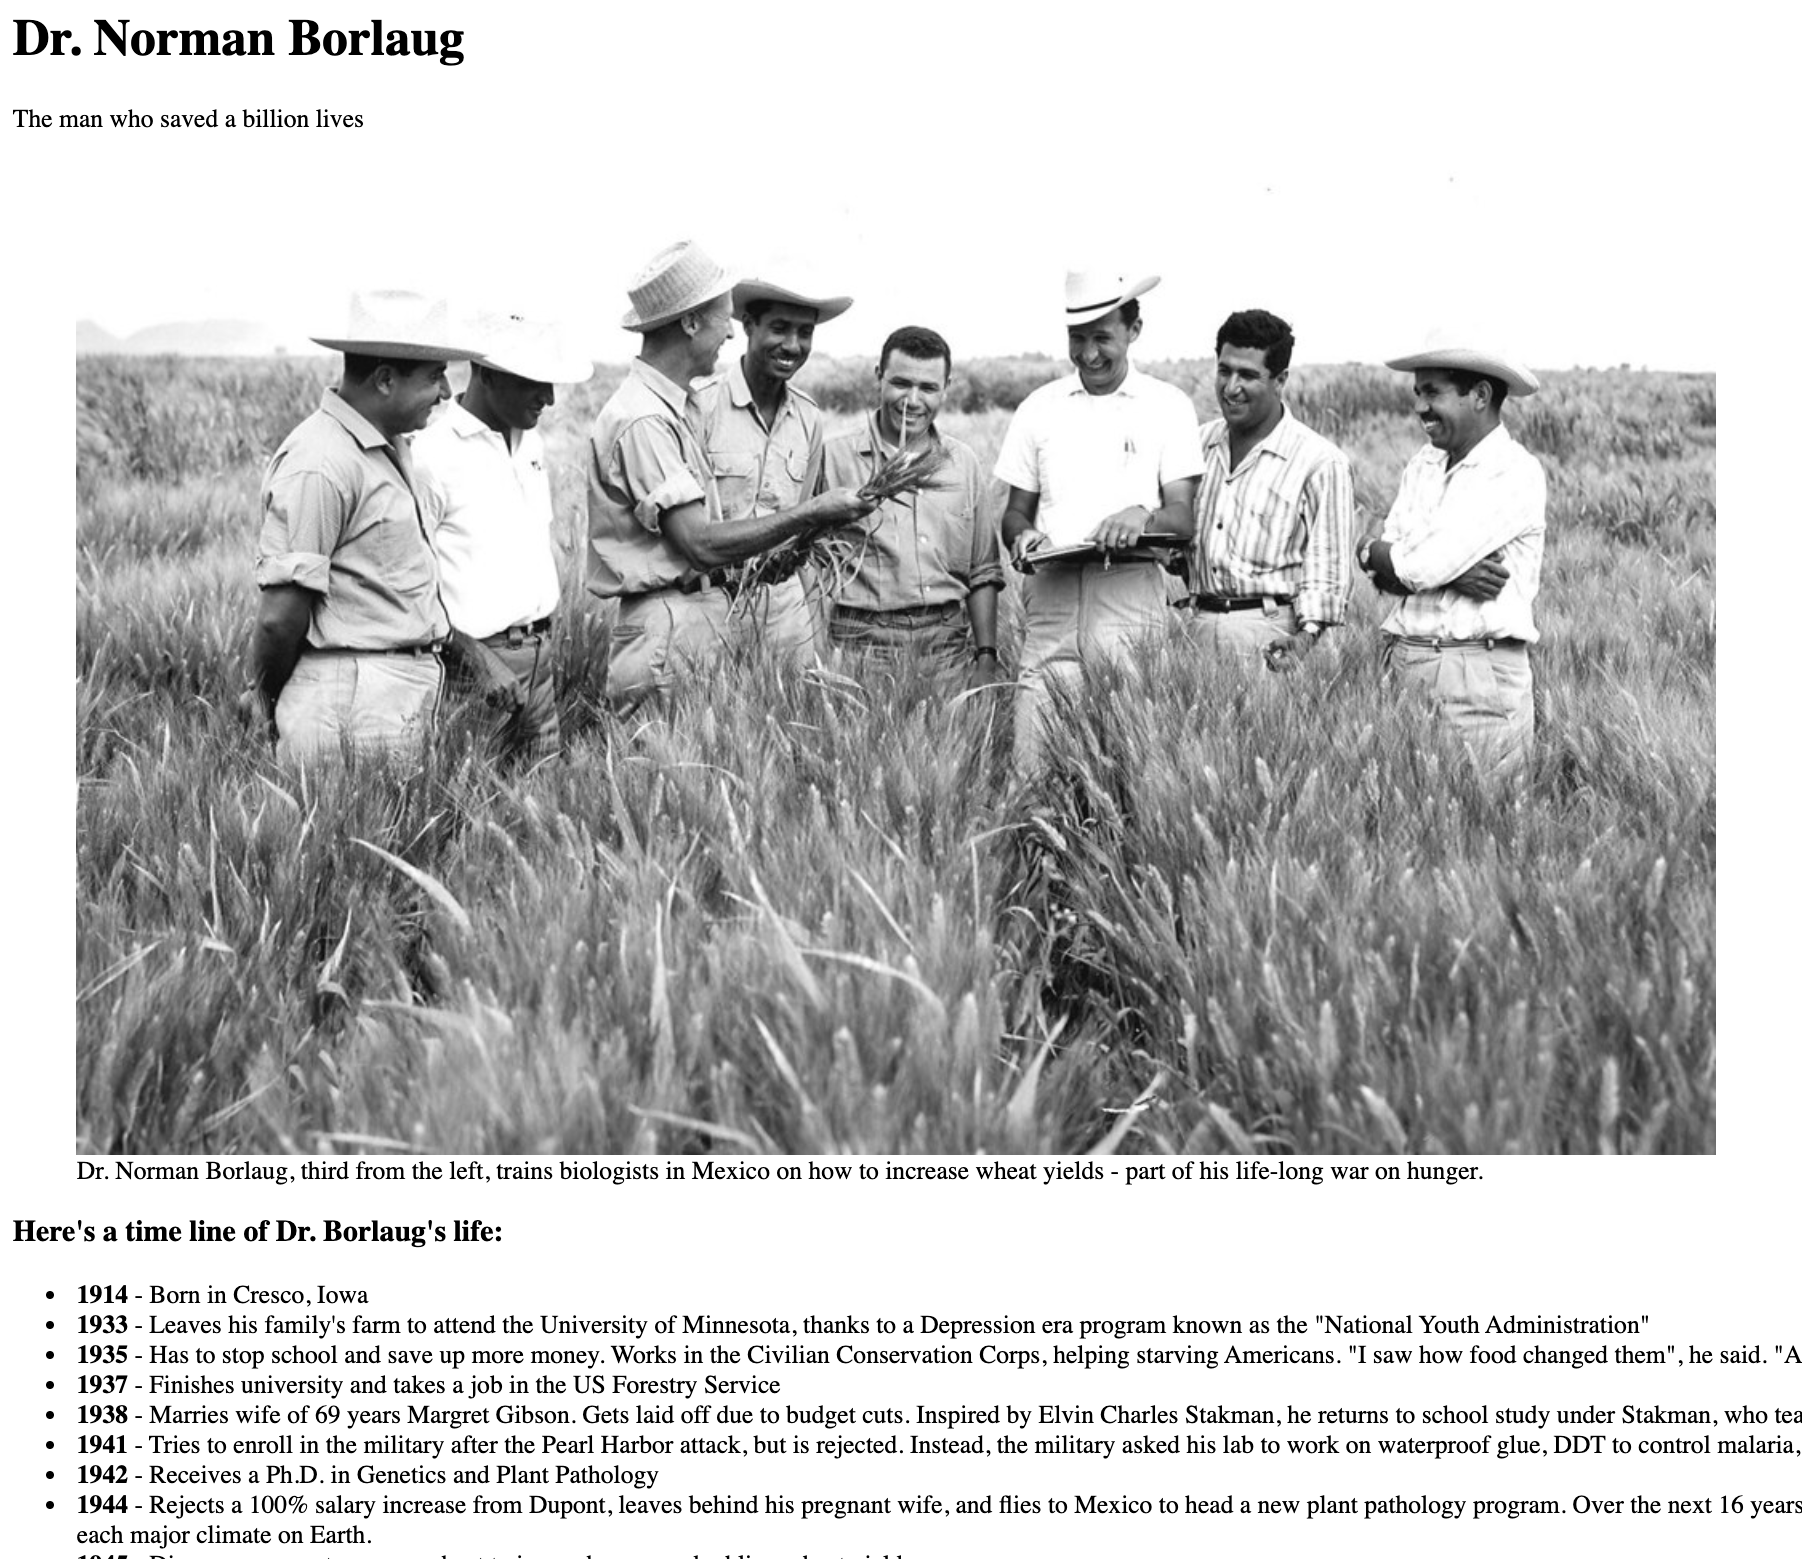 Dr. Norman Borlaug
The man who saved a billion lives
Dr. Norman Borlaug, third from the left, trains biologists in Mexico on how to increase wheat yields - part of his life-long war on hunger.
Here's a time line of Dr. Borlaug's life:
• 1914 - Born in Cresco, Iowa
• 1933 - Leaves his family's farm to attend the University of Minnesota, thanks to a Depression era program known as the "National Youth Administration"
• 1935 - Has to stop school and save up more money. Works in the Civilian Conservation Corps, helping starving Americans. "I saw how food changed them", he said. "A
• 1937 - Finishes university and takes a job in the US Forestry Service
• 1938 - Marries wife of 69 years Margret Gibson. Gets laid off due to budget cuts. Inspired by Elvin Charles Stakman, he returns to school study under Stakman, who tea
• 1941 - Tries to enroll in the military after the Pearl Harbor attack, but is rejected. Instead, the military asked his lab to work on waterproof glue, DDT to control malaria,
• 1942 - Receives a Ph.D. in Genetics and Plant Pathology
• 1944 - Rejects a 100% salary increase from Dupont, leaves behind his pregnant wife, and flies to Mexico to head a new plant pathology program. Over the next 16 years
each major climate on Earth.